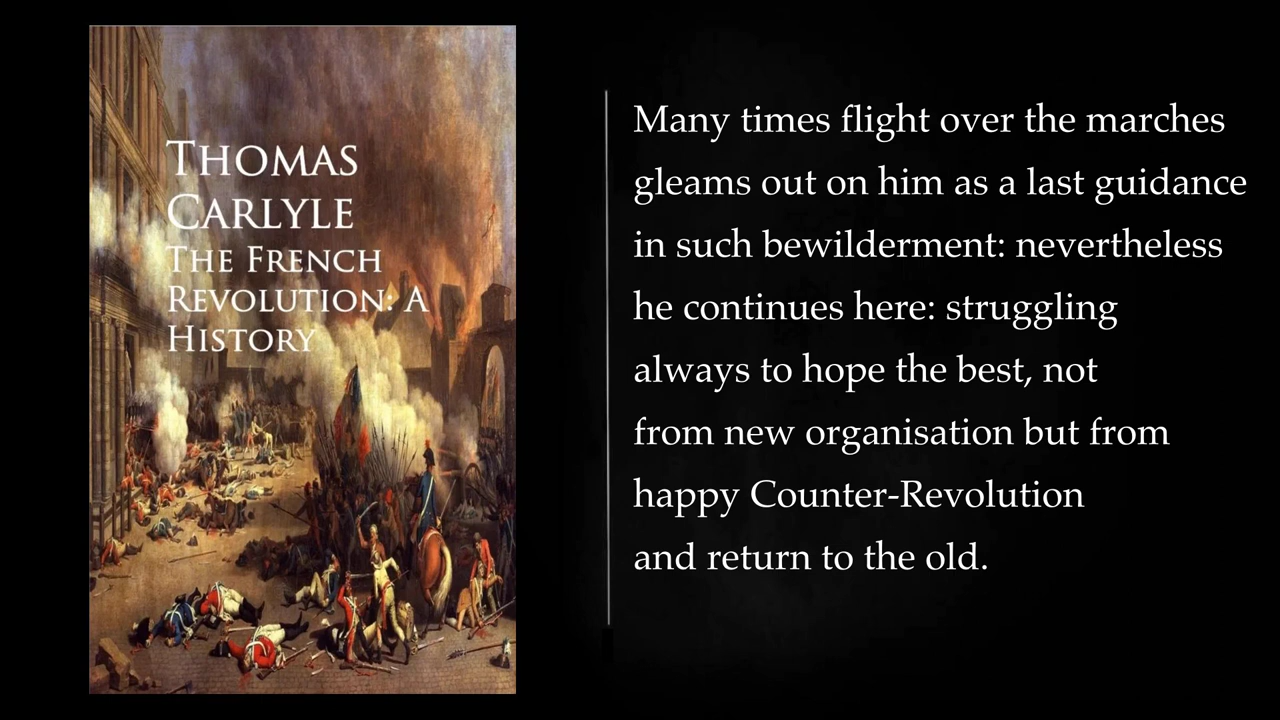 THOMAS
CARLYLE
THE FRENCH
REVOLUTION: A
HISTORY
Many times flight over the marches
gleams out on him as a last guidance
in such bewilderment: nevertheless
he continues here: struggling
always to hope the best, not
from new organisation but from
happy Counter-Revolution
and return to the old.